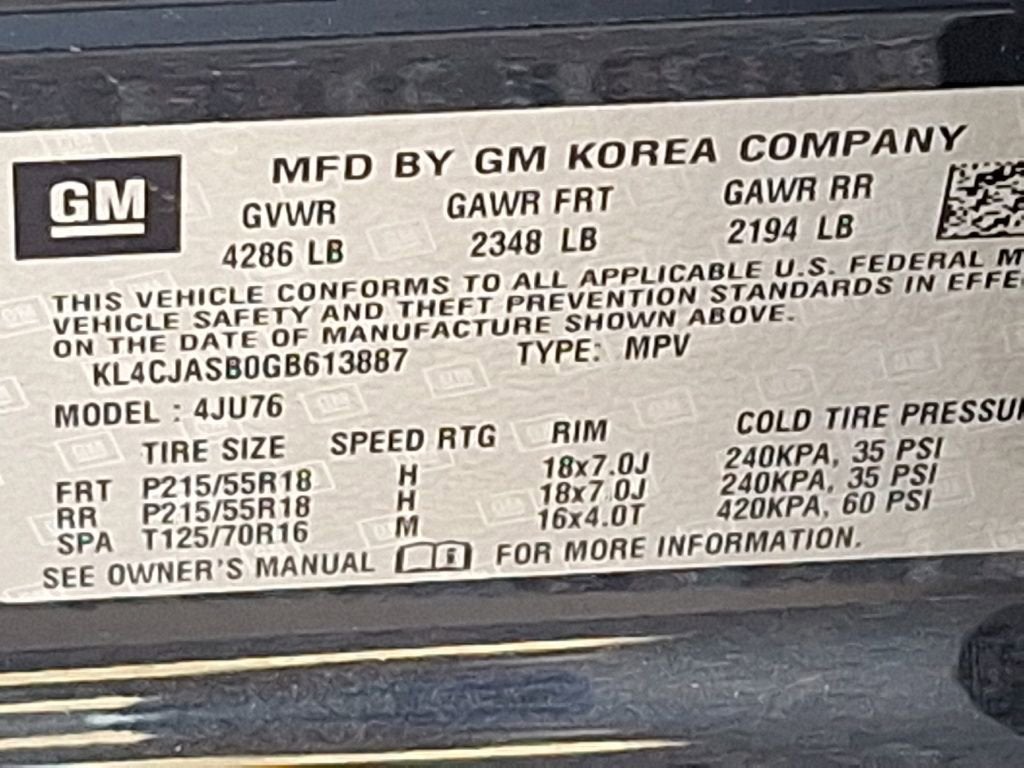 MFD BY GM KOREA COMPANY
GM
GVWR GAWR FRT GAWR RR
4286 LB 2348 LB 2194 LB
THIS VEHICLE CONFORMS TO ALL APPLICABLE U.S. FEDERAL M
VEHICLE SAFETY AND THEFT PREVENTION STANDARDS IN EFFE
ON THE DATE OF MANUFACTURE SHOWN ABOVE.
KL4CJASB0GB613887 TYPE: MPV
MODEL : 4JU76
TIRE SIZE SPEED RTG RIM COLD TIRE PRESSUR
FRT P215/55R18 H 18x7.0J 240KPA, 35 PSI
RR P215/55R18 H 18x7.0J 240KPA, 35 PSI
SPA T125/70R16 M 16x4.0T 420KPA, 60 PSI
SEE OWNER'S MANUAL FOR MORE INFORMATION.